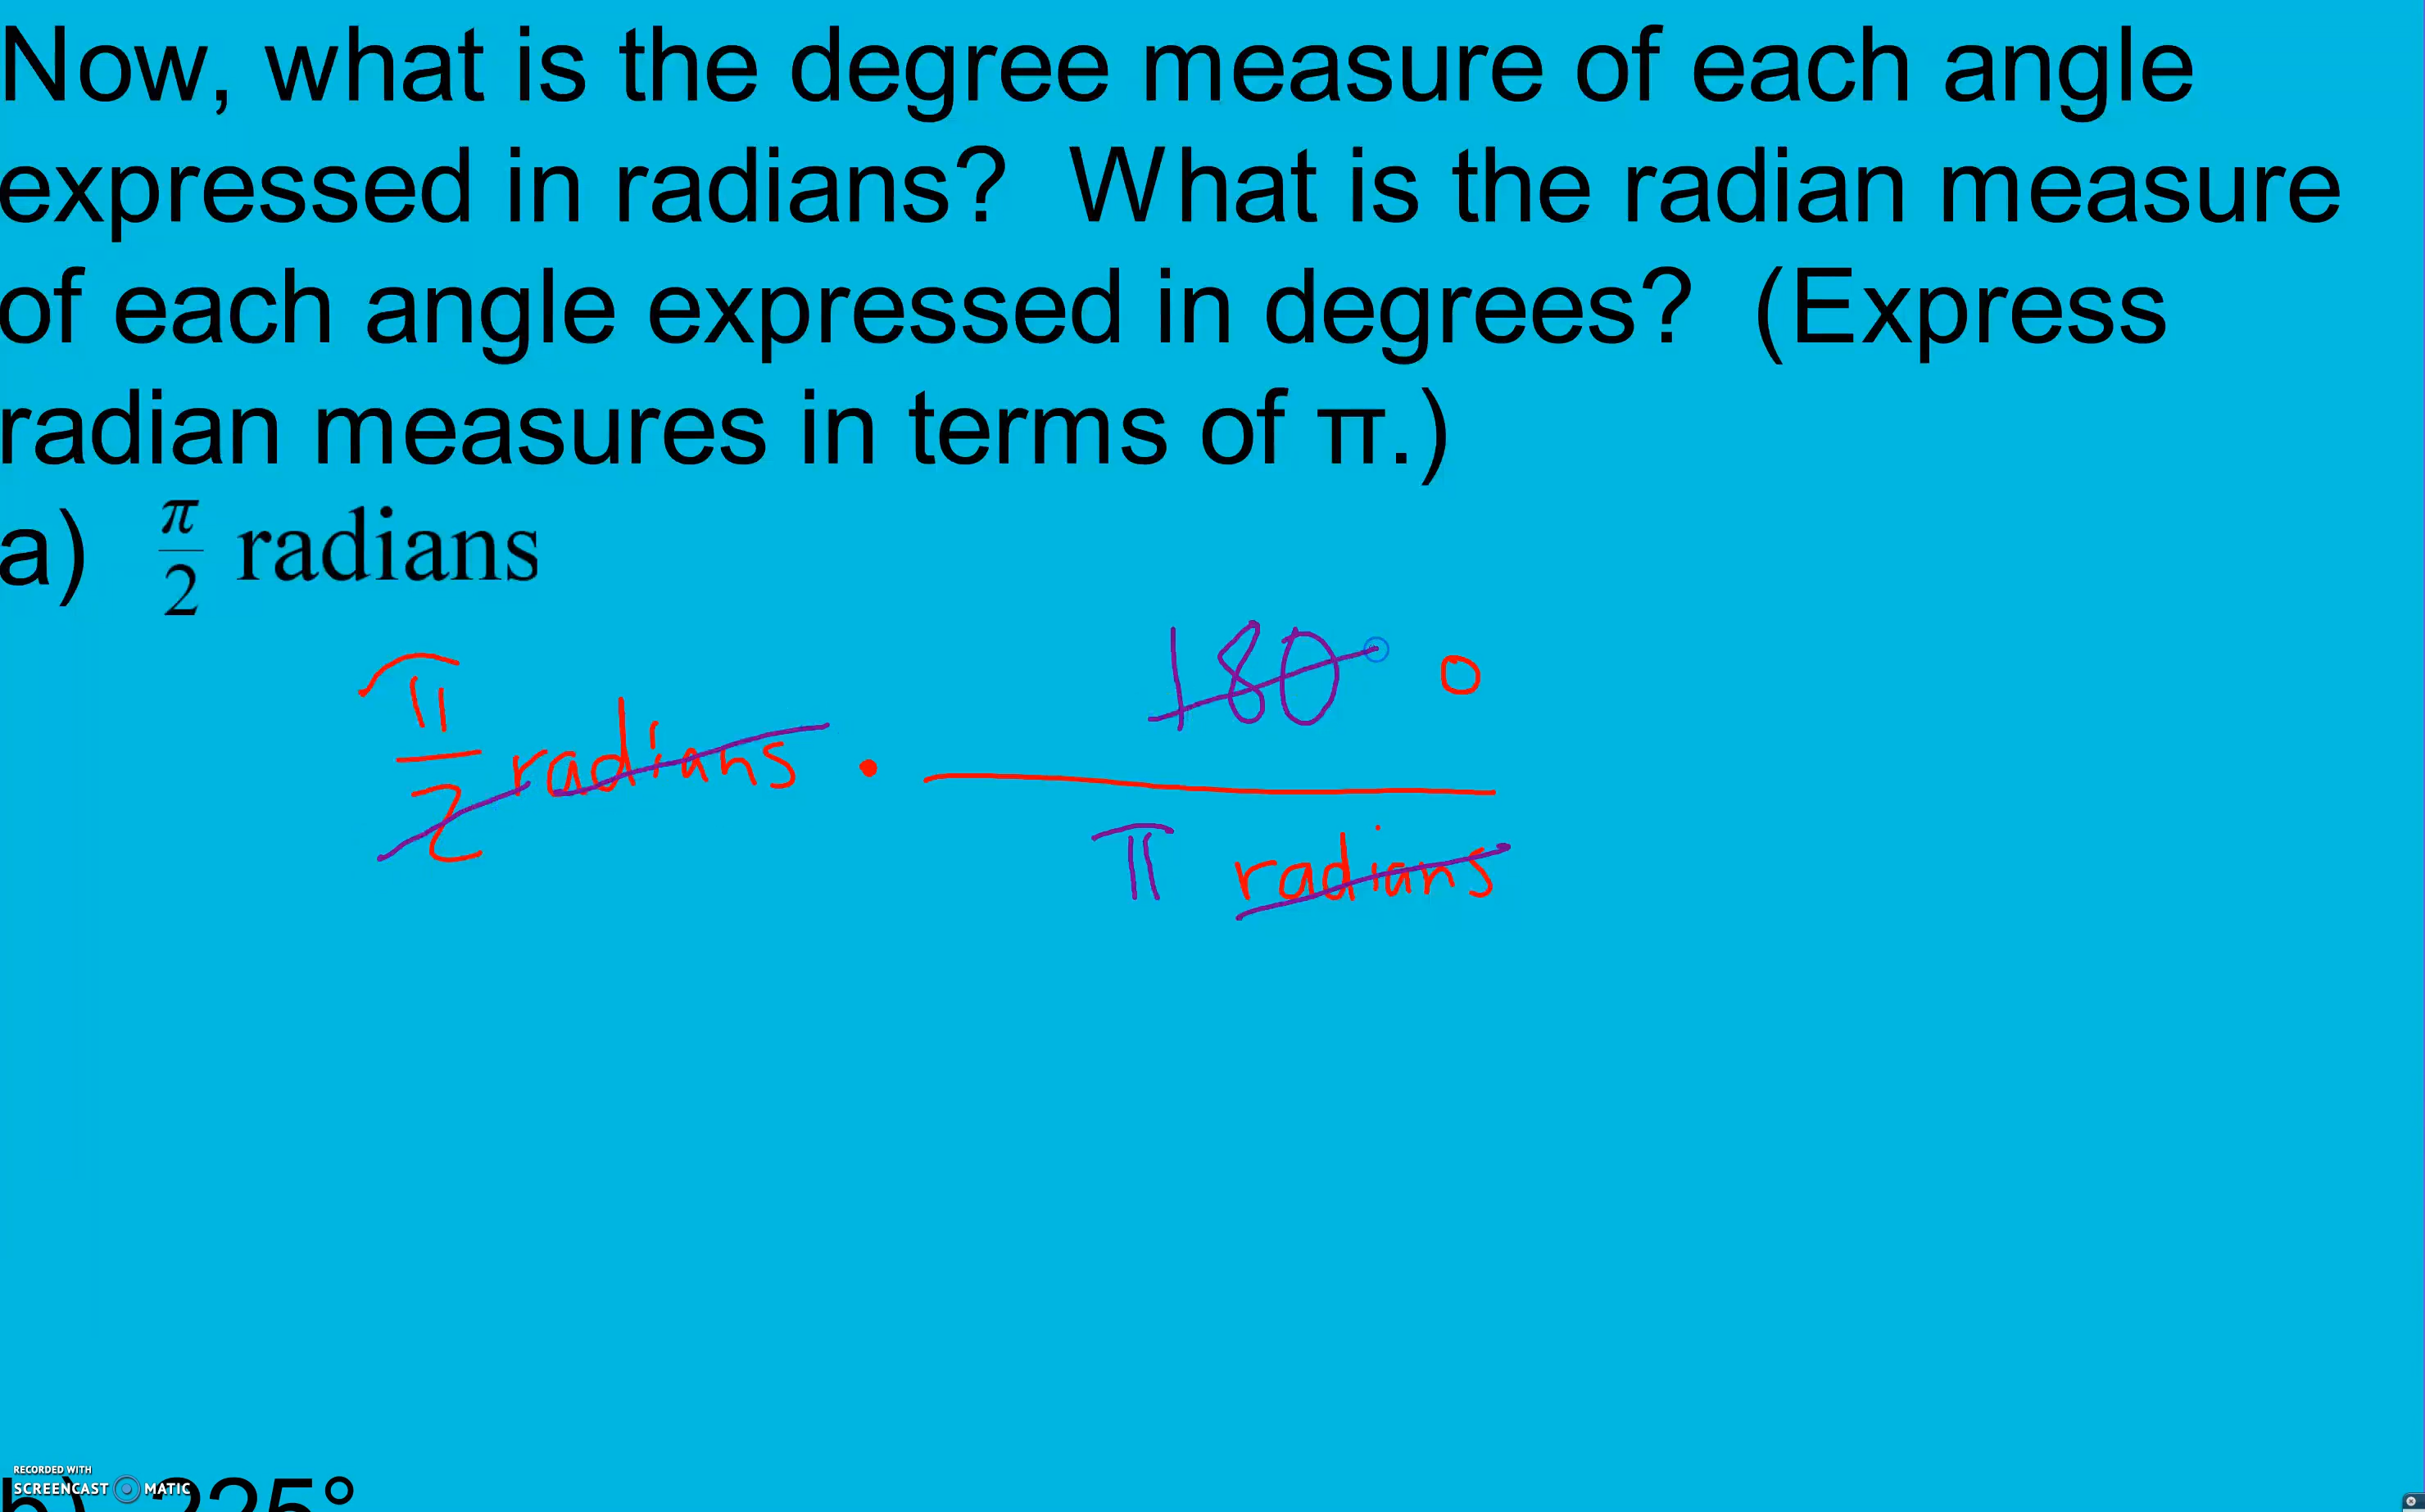 Now, what is the degree measure of each angle
expressed in radians? What is the radian measure
of each angle expressed in degrees? (Express
radian measures in terms of π.)
a) π/2 radians
π/2 radians · 180 ° / π radians
b) 225°
RECORDED WITH
SCREENCAST MATIC